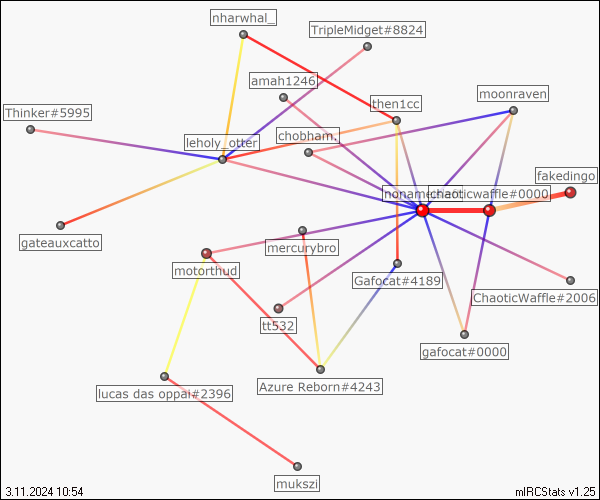 nharwhal_
TripleMidget#8824
amah1246
moonraven
then1cc
Thinker#5995
chobham.
leholy_otter
fakedingo
chaoticwaffle#0000
gateauxcatto
mercurybro
motorthud
Gafocat#4189
ChaoticWaffle#2006
tt532
gafocat#0000
Azure Reborn#4243
lucas das oppai#2396
mukszi
3.11.2024 10:54
mIRCStats v1.25